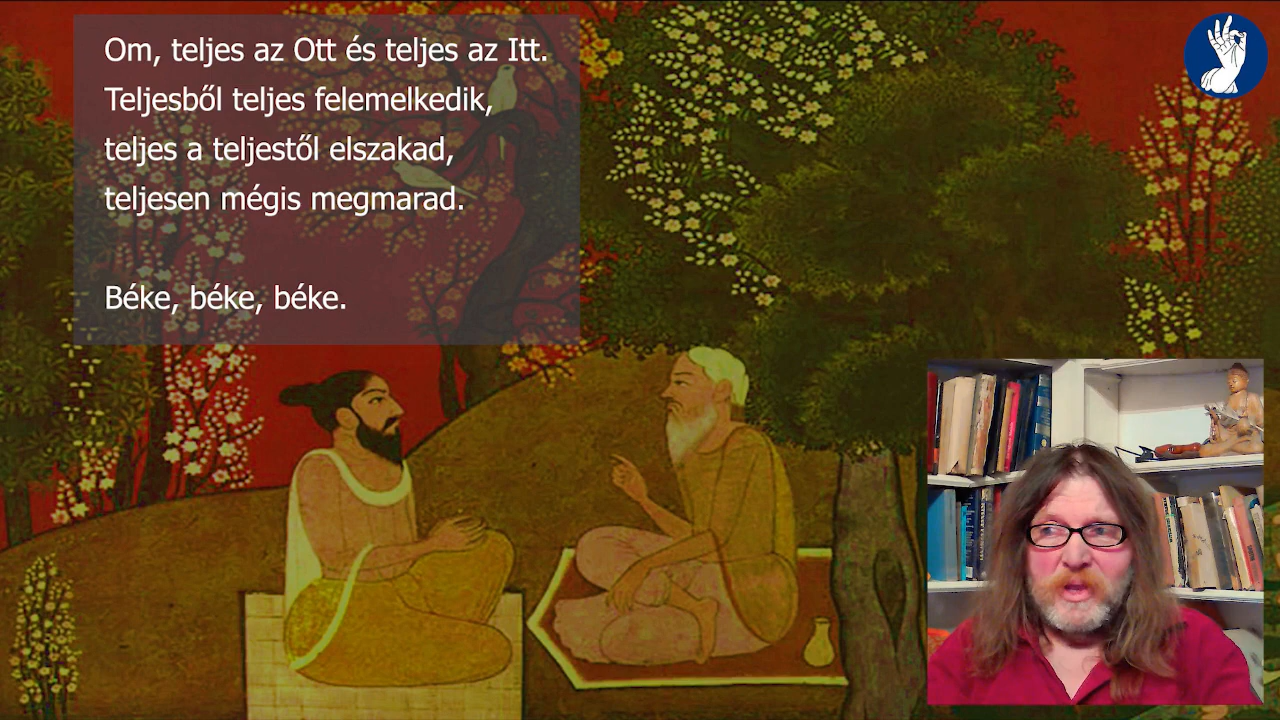 Om, teljes az Ott és teljes az Itt.
Teljesből teljes felemelkedik,
teljes a teljestől elszakad,
teljesen mégis megmarad.
Béke, béke, béke.